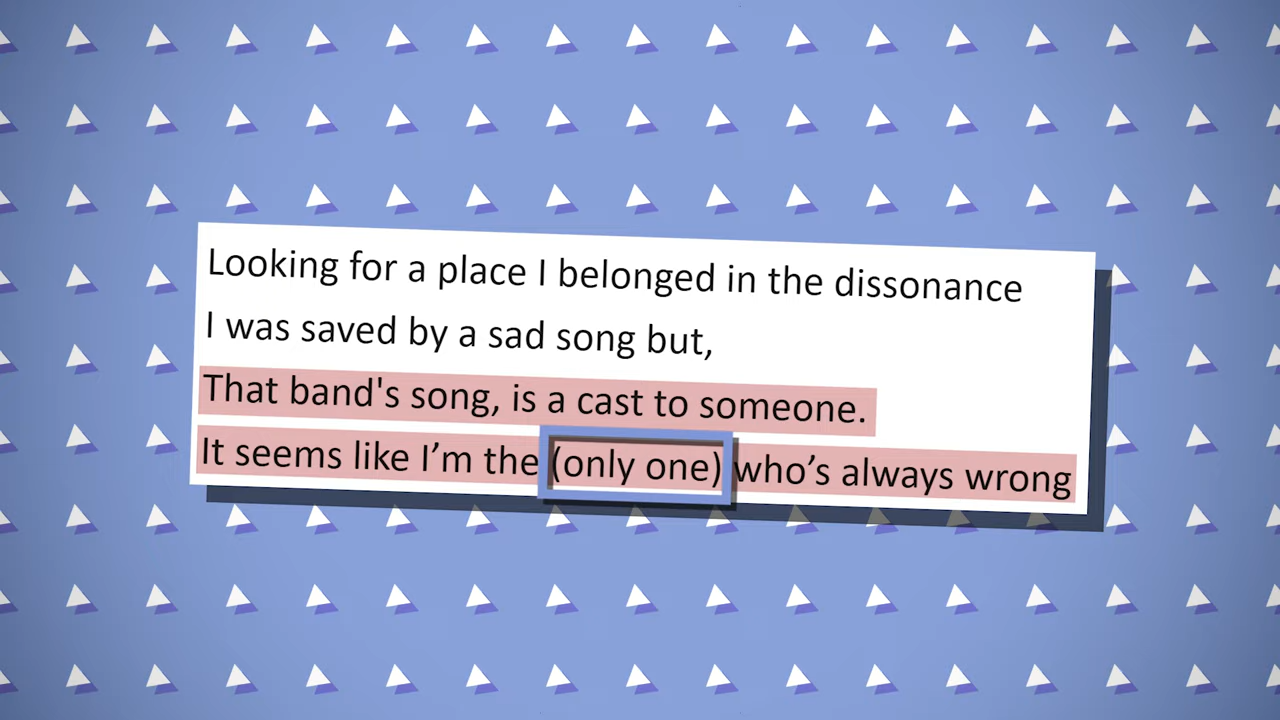 Looking for a place I belonged in the dissonance
I was saved by a sad song but,
That band's song, is a cast to someone.
It seems like I’m the (only one) who’s always wrong